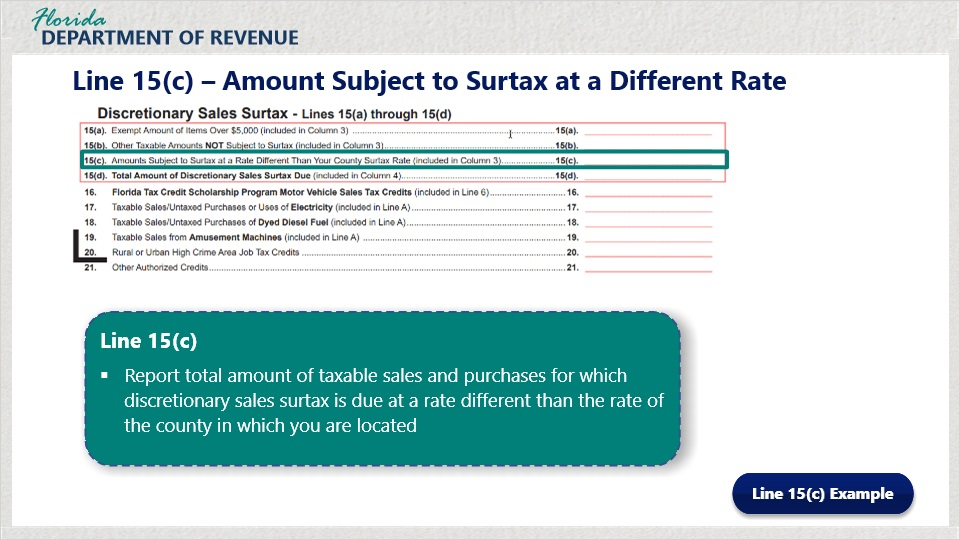 Florida
DEPARTMENT OF REVENUE
Line 15(c) – Amount Subject to Surtax at a Different Rate
Discretionary Sales Surtax - Lines 15(a) through 15(d)
15(a). Exempt Amount of Items Over $5,000 (included in Column 3) ....................15(a).
15(b). Other Taxable Amounts NOT Subject to Surtax (included in Column 3)....................15(b).
15(c). Amounts Subject to Surtax at a Rate Different Than Your County Surtax Rate (included in Column 3)....................15(c).
15(d). Total Amount of Discretionary Sales Surtax Due (included in Column 4)....................15(d).
16. Florida Tax Credit Scholarship Program Motor Vehicle Sales Tax Credits (included in Line 6)....................16.
17. Taxable Sales/Untaxed Purchases or Uses of Electricity (included in Line A)....................17.
18. Taxable Sales/Untaxed Purchases of Dyed Diesel Fuel (included in Line A)....................18.
19. Taxable Sales from Amusement Machines (included in Line A) ....................19.
20. Rural or Urban High Crime Area Job Tax Credits ....................20.
21. Other Authorized Credits....................21.
Line 15(c)
▪ Report total amount of taxable sales and purchases for which
discretionary sales surtax is due at a rate different than the rate of
the county in which you are located
Line 15(c) Example